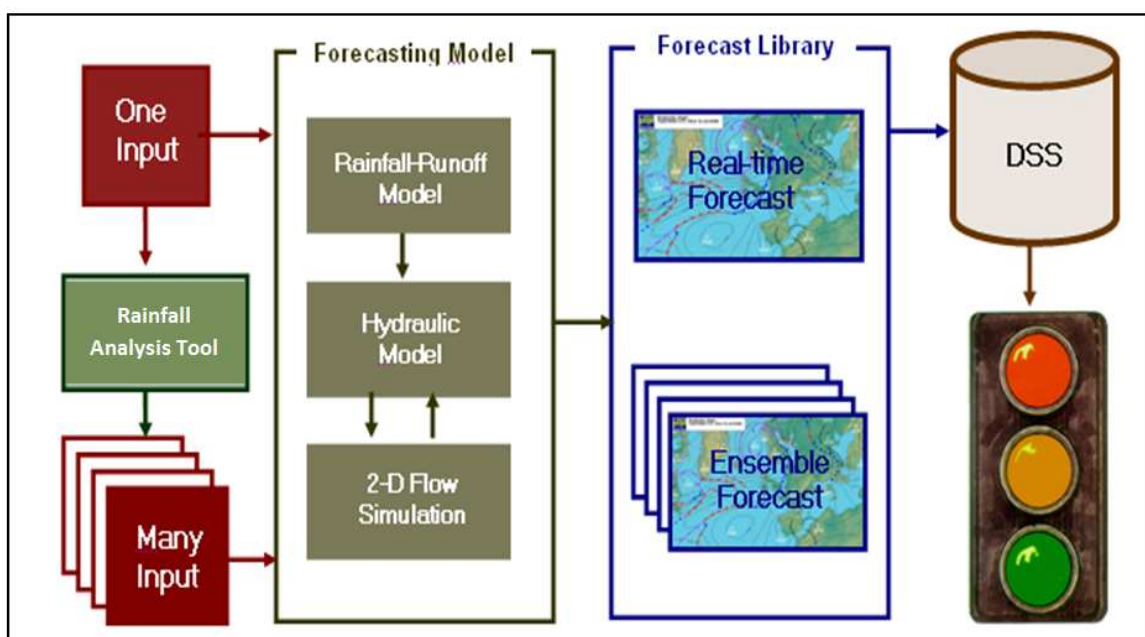 One
Input
Rainfall
Analysis Tool
Many
Input
Forecasting Model
Rainfall-Runoff
Model
Hydraulic
Model
2-D Flow
Simulation
Forecast Library
Real-time
Forecast
Ensemble
Forecast
DSS